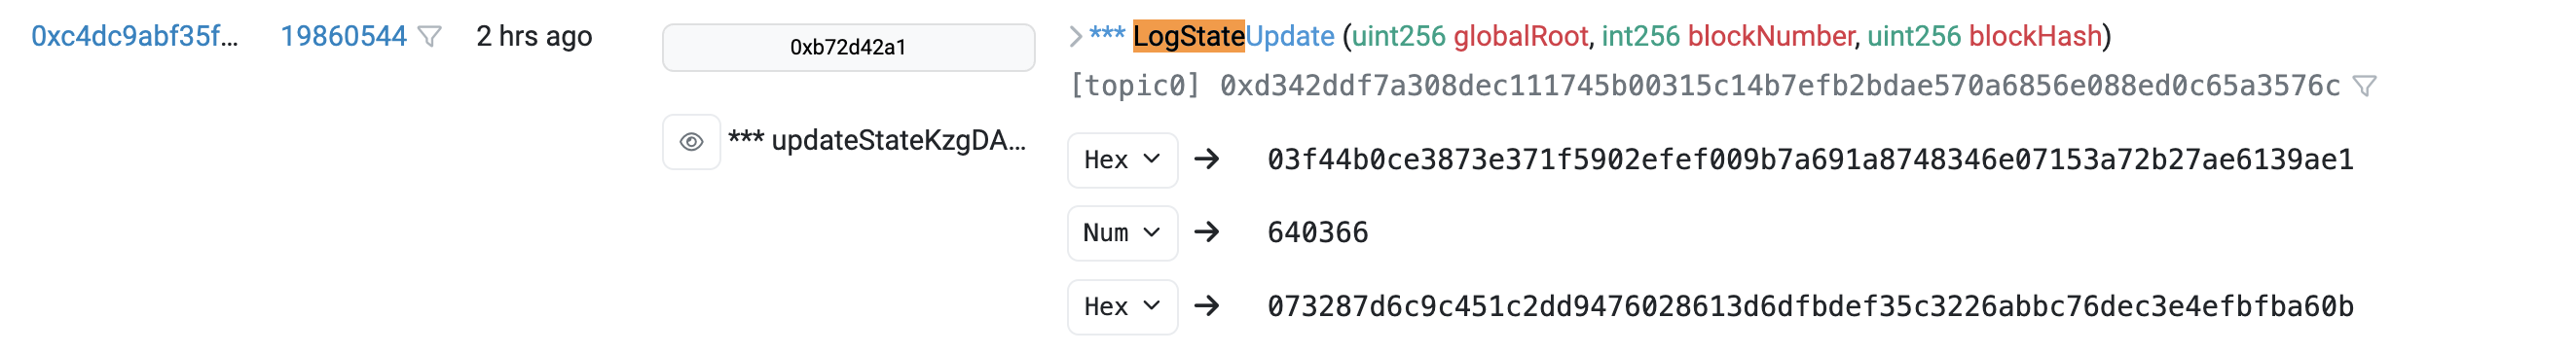 0xc4dc9abf35f... 19860544 2 hrs ago 0xb72d42a1 *** LogStateUpdate (uint256 globalRoot, int256 blockNumber, uint256 blockHash)
[topic0] 0xd342ddf7a308dec111745b00315c14b7efb2bdae570a6856e088ed0c65a3576c
*** updateStateKzgDA... Hex → 03f44b0ce3873e371f5902efef009b7a691a8748346e07153a72b27ae6139ae1
Num → 640366
Hex → 073287d6c9c451c2dd9476028613d6dfbdef35c3226abbc76dec3e4efbfba60b